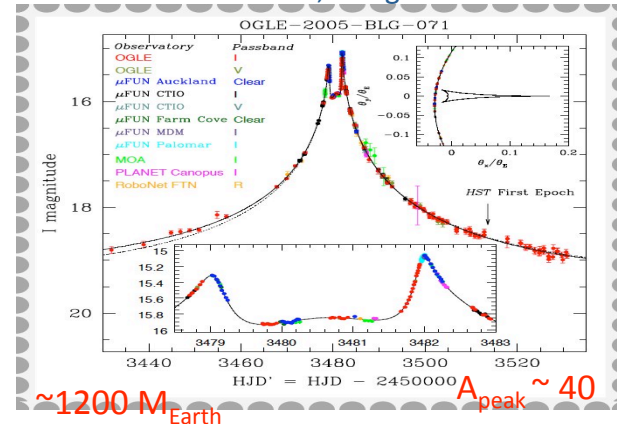 OGLE-2005-BLG-071
Observatory Passband
OGLE I
OGLE V
μFUN Auckland Clear
μFUN CTIO I
μFUN CTIO V
μFUN Farm Cove Clear
μFUN MDM I
μFUN Palomar I
MOA I
PLANET Canopus I
RoboNet FTN R
0.1
0.05
0
-0.05
-0.1
θy/θE
0 0.1 0.2
θx/θE
HST First Epoch
I magnitude
16
18
20
15
15.2
15.4
15.6
15.8
16
3479 3480 3481 3482 3483
3440 3460 3480 3500 3520
HJD' = HJD - 2450000
~1200 MEarth
Apeak ~ 40